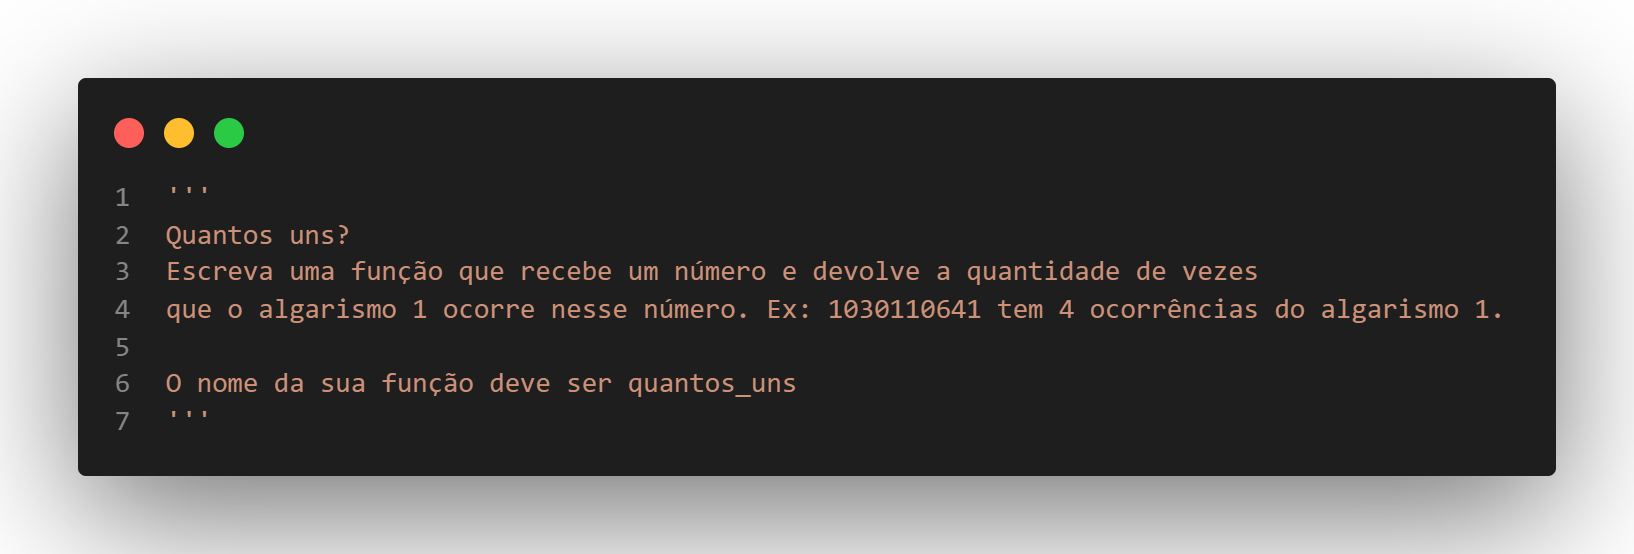 1 '''
2 Quantos uns?
3 Escreva uma função que recebe um número e devolve a quantidade de vezes
4 que o algarismo 1 ocorre nesse número. Ex: 1030110641 tem 4 ocorrências do algarismo 1.
5
6 O nome da sua função deve ser quantos_uns
7 '''